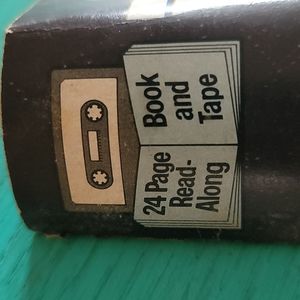 24 Page
Read-
Along
Book
and
Tape